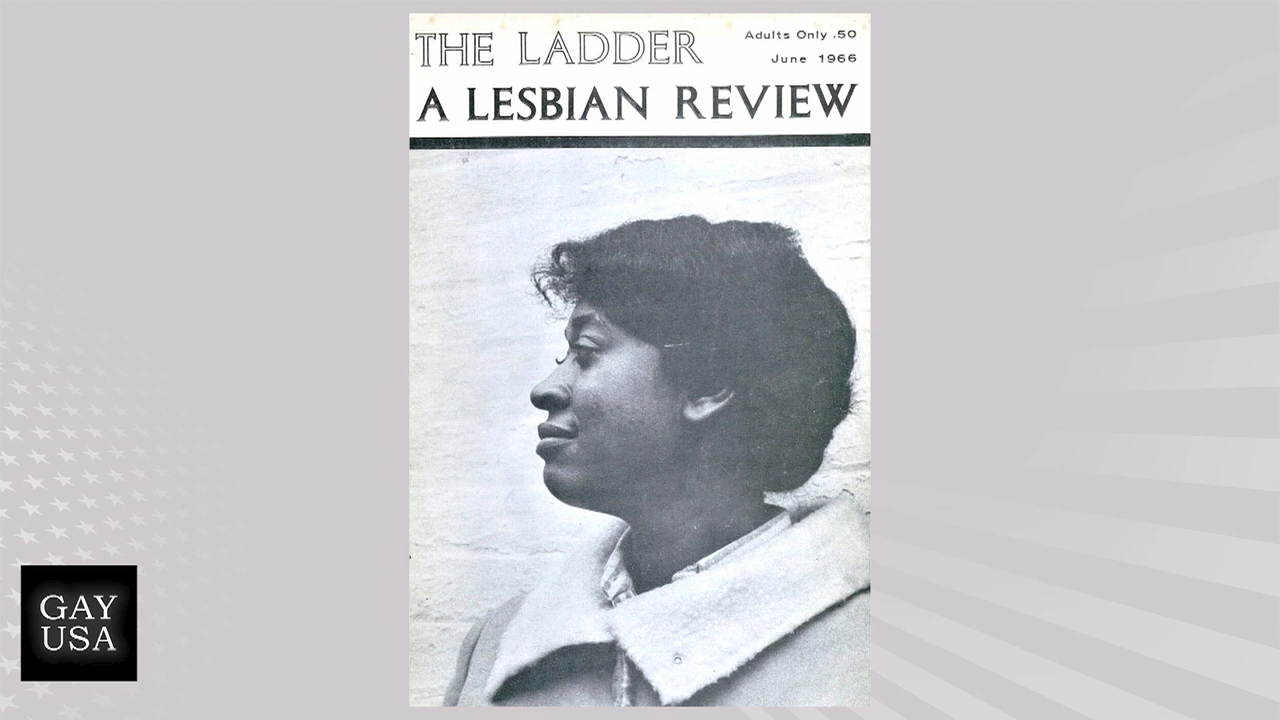 THE LADDER
Adults Only .50
June 1966
A LESBIAN REVIEW
GAY
USA